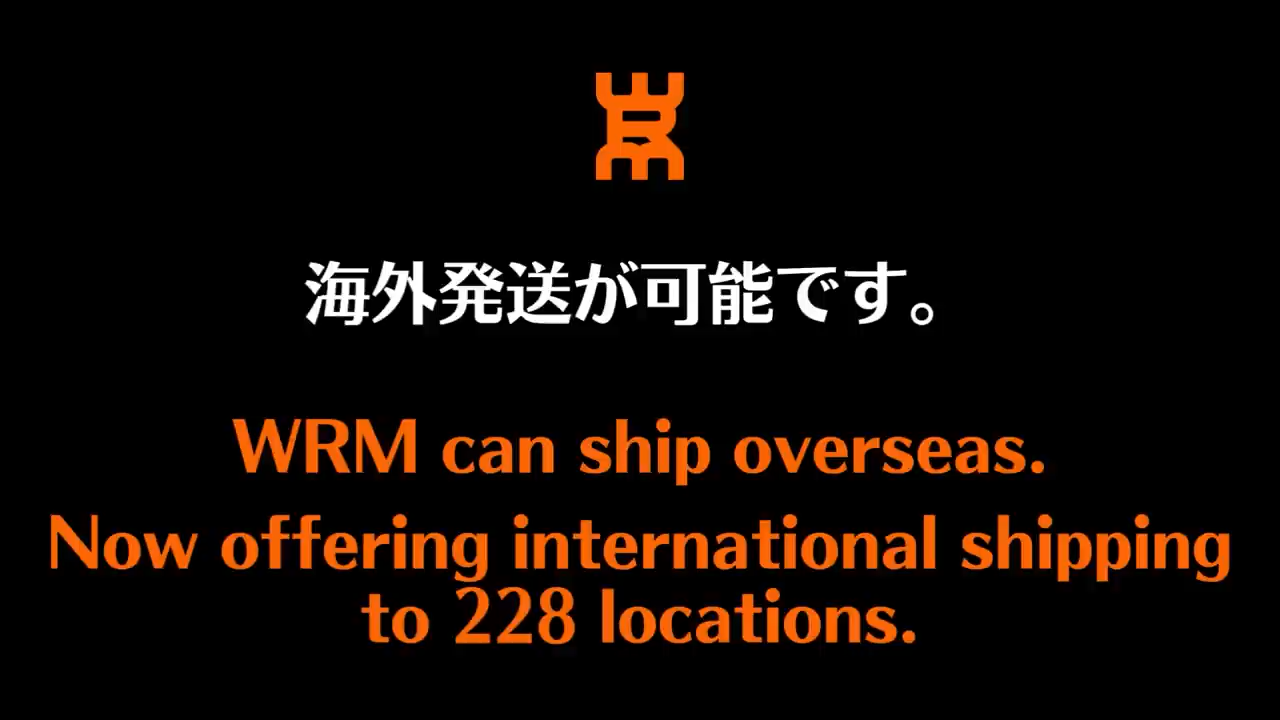 海外発送が可能です。
WRM can ship overseas.
Now offering international shipping
to 228 locations.